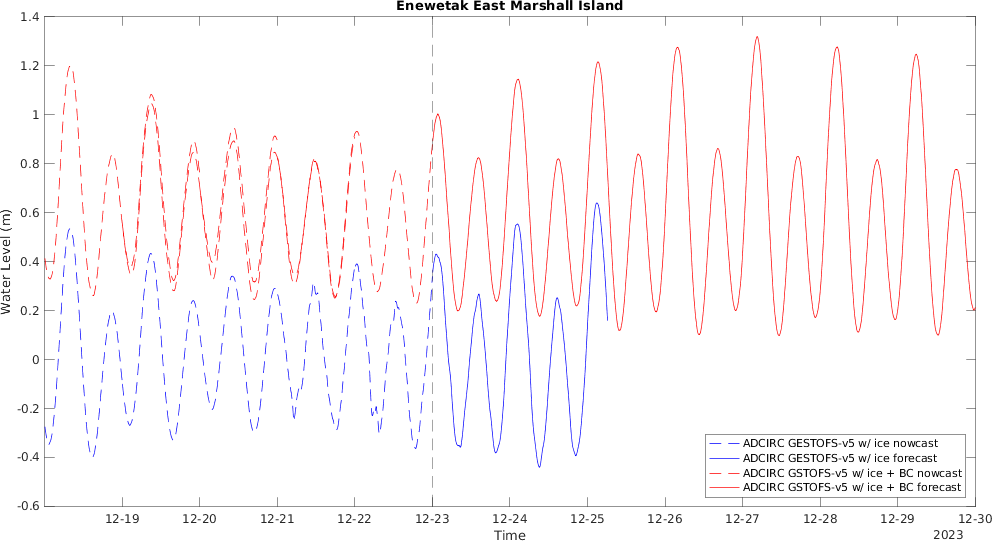 Enewetak East Marshall Island
1.4
1.2
1
0.8
0.6
0.4
0.2
0
-0.2
-0.4
-0.6
Water Level (m)
ADCIRC GESTOFS-v5 w/ ice nowcast
ADCIRC GESTOFS-v5 w/ ice forecast
ADCIRC GSTOFS-v5 w/ ice + BC nowcast
ADCIRC GSTOFS-v5 w/ ice + BC forecast
12-19 12-20 12-21 12-22 12-23 12-24 12-25 12-26 12-27 12-28 12-29 12-30
Time
2023